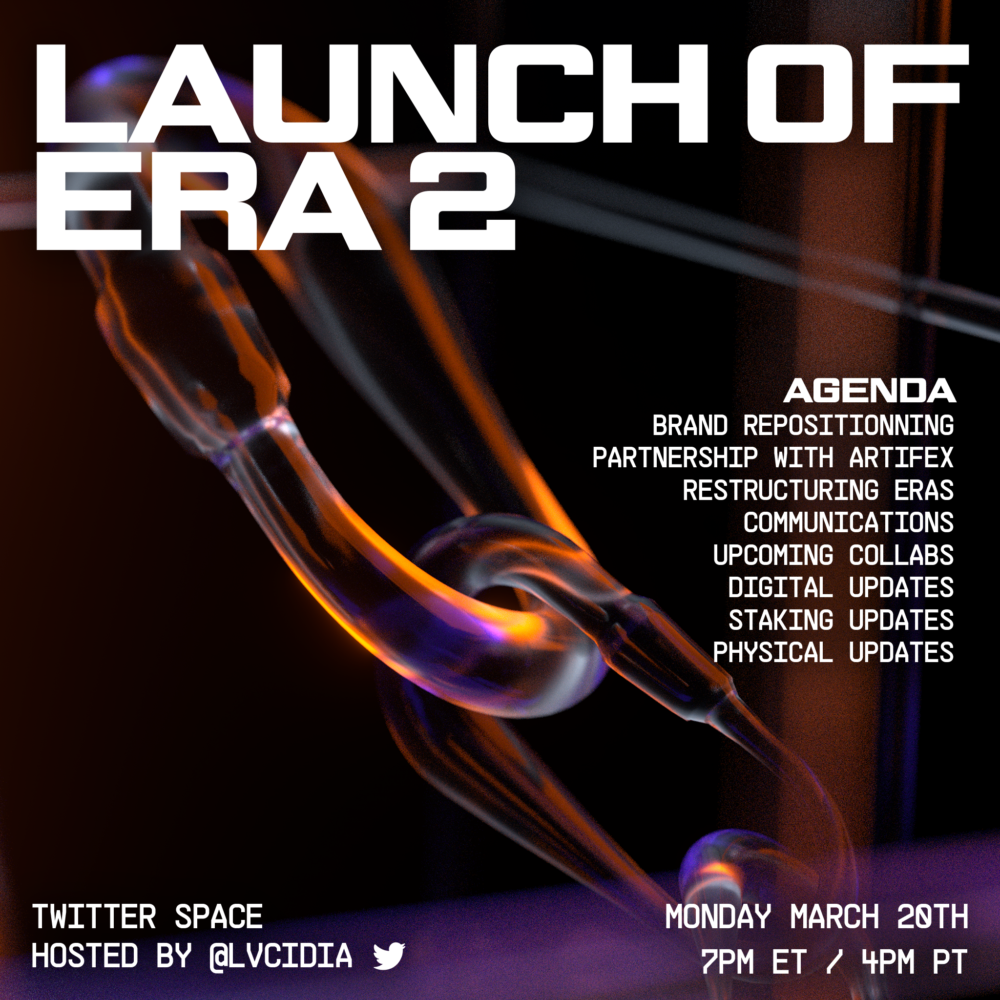 LAUNCH OF
ERA 2
AGENDA
BRAND REPOSITIONNING
PARTNERSHIP WITH ARTIFEX
RESTRUCTURING ERAS
COMMUNICATIONS
UPCOMING COLLABS
DIGITAL UPDATES
STAKING UPDATES
PHYSICAL UPDATES
TWITTER SPACE
HOSTED BY @LVCIDIA
MONDAY MARCH 20TH
7PM ET / 4PM PT